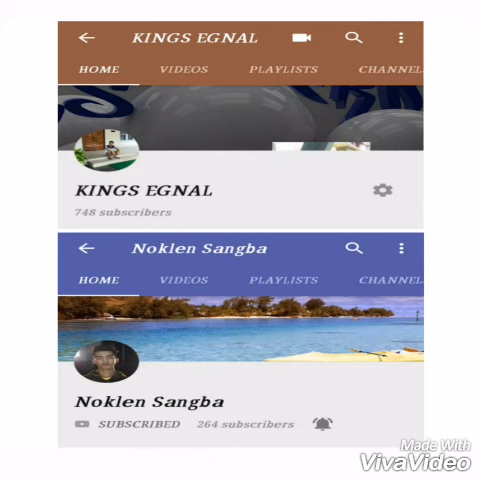 KINGS EGNAL
HOME VIDEOS PLAYLISTS CHANNEL
KINGS EGNAL
748 subscribers
Noklen Sangba
HOME VIDEOS PLAYLISTS CHANNEL
Noklen Sangba
SUBSCRIBED 264 subscribers
Made With
VivaVideo